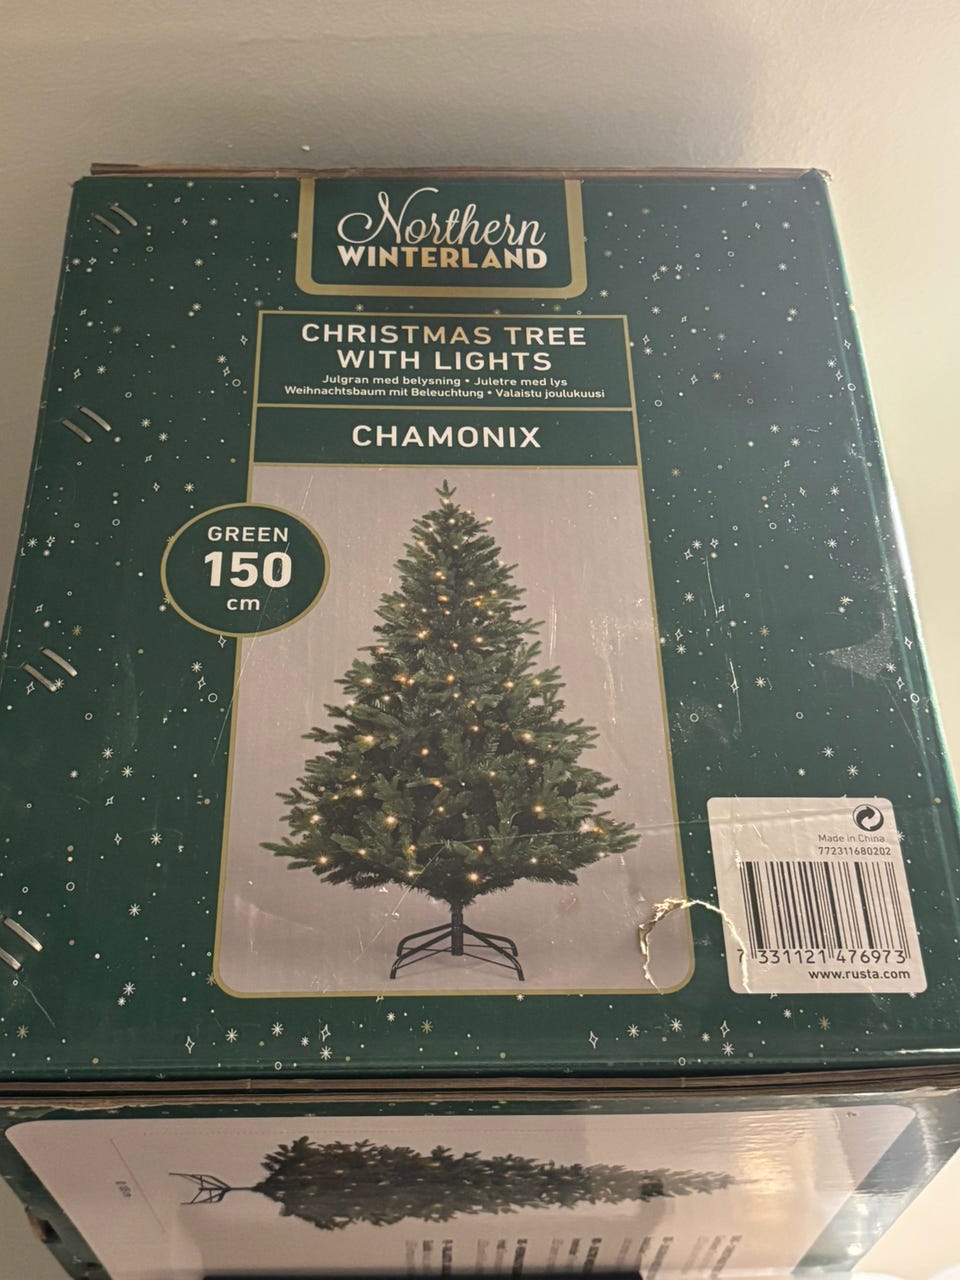 Northern
WINTERLAND
CHRISTMAS TREE
WITH LIGHTS
Julgran med belysning • Juletre med lys
Weihnachtsbaum mit Beleuchtung • Valaistu joulukuusi
CHAMONIX
GREEN
150
cm
Made in China
772311680202
7 331121 476973
www.rusta.com